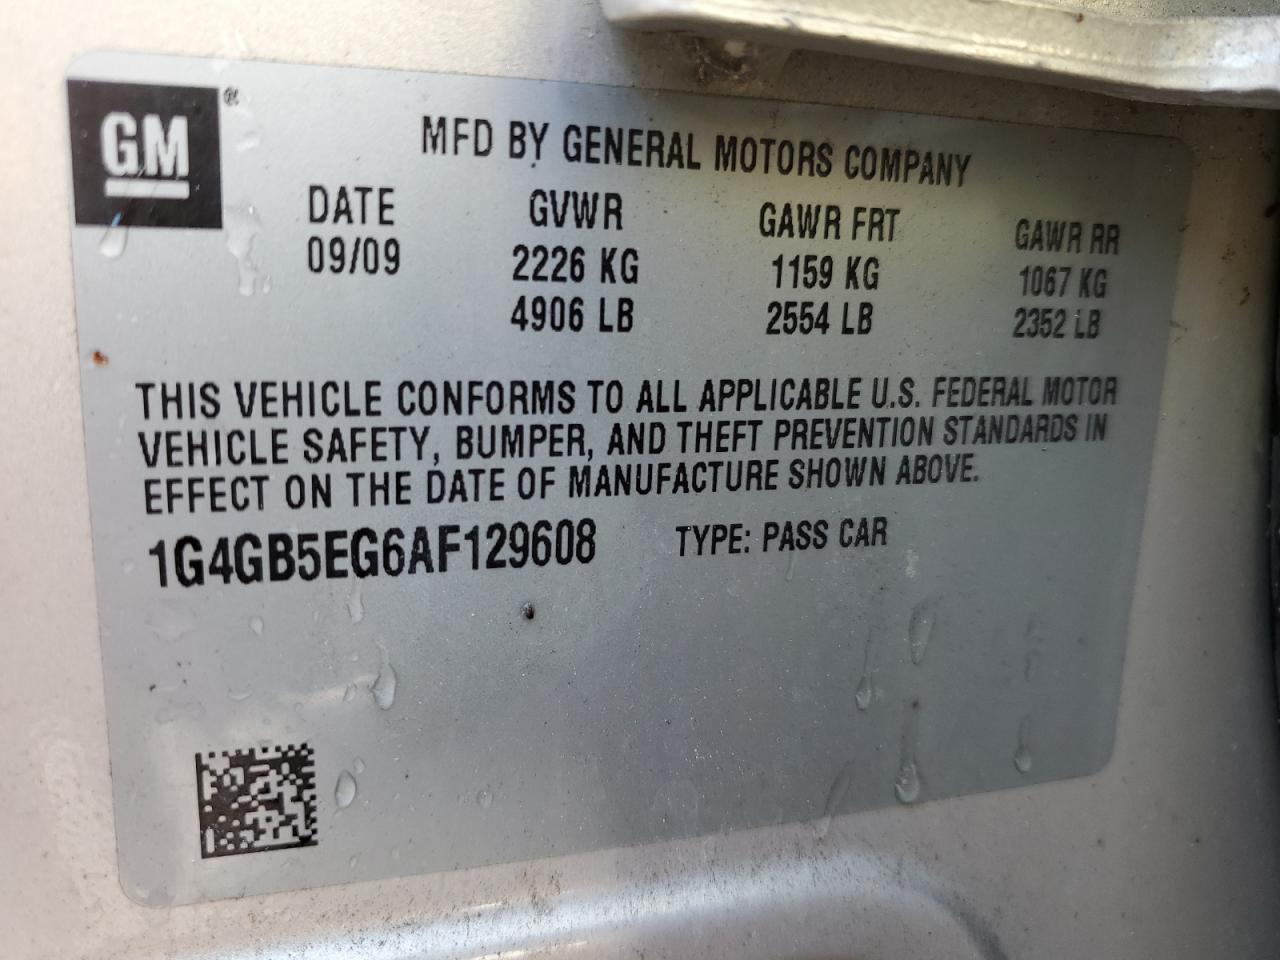 GM®
MFD BY GENERAL MOTORS COMPANY
DATE GVWR GAWR FRT GAWR RR
09/09 2226 KG 1159 KG 1067 KG
4906 LB 2554 LB 2352 LB
THIS VEHICLE CONFORMS TO ALL APPLICABLE U.S. FEDERAL MOTOR
VEHICLE SAFETY, BUMPER, AND THEFT PREVENTION STANDARDS IN
EFFECT ON THE DATE OF MANUFACTURE SHOWN ABOVE.
1G4GB5EG6AF129608 TYPE: PASS CAR